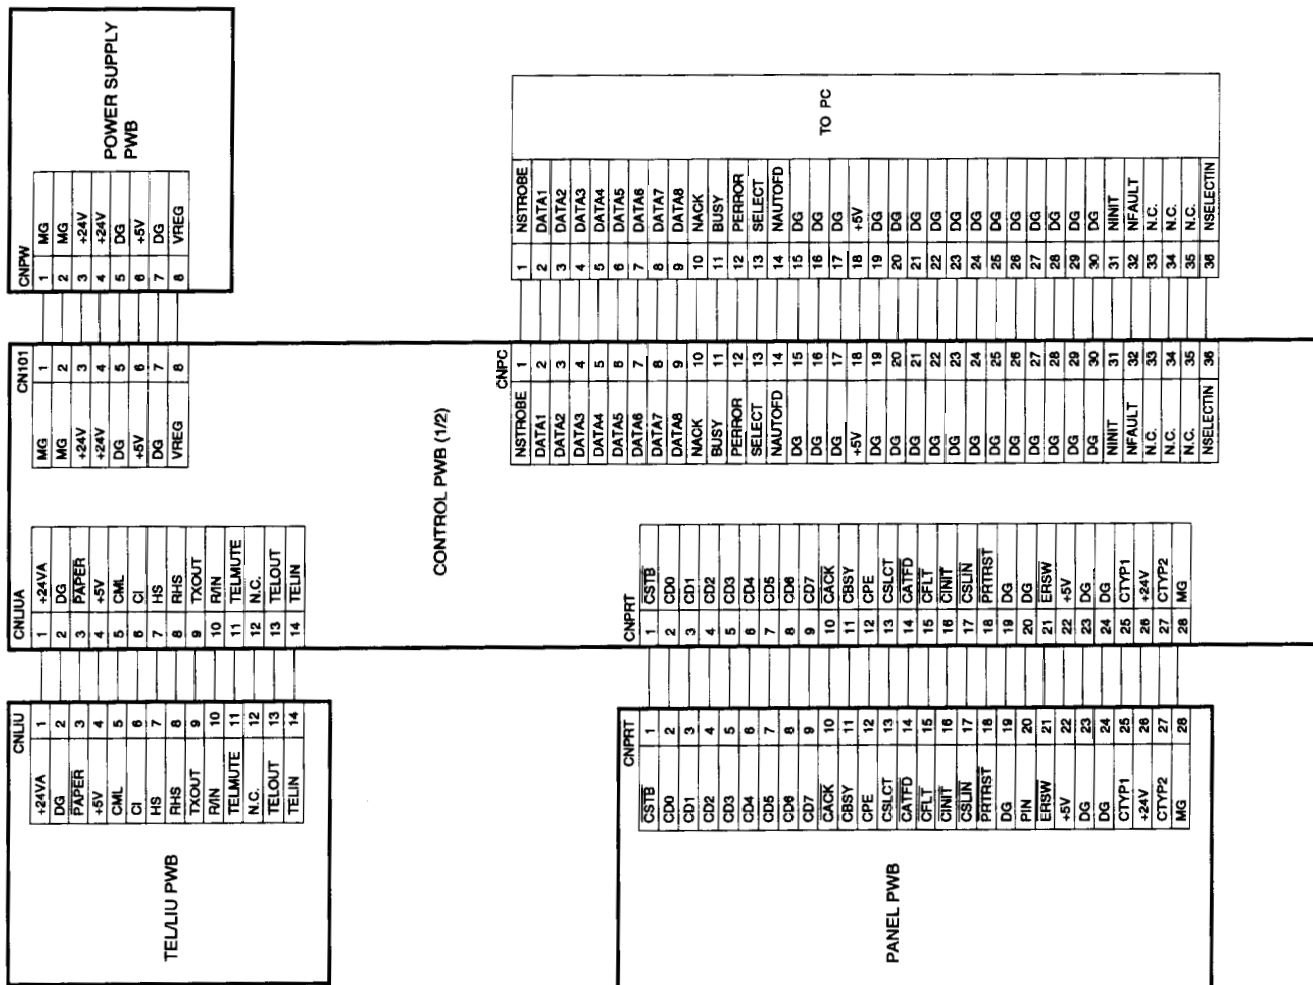 POWER SUPPLY
PWB
CNPW
1 MG
2 MG
3 +24V
4 +24V
5 DG
6 +5V
7 DG
8 VREG
CN101
MG 1
MG 2
+24V 3
+24V 4
DG 5
+5V 6
DG 7
VREG 8
TO PC
1 NSTROBE
2 DATA1
3 DATA2
4 DATA3
5 DATA4
6 DATA5
7 DATA6
8 DATA7
9 DATA8
10 NACK
11 BUSY
12 PERROR
13 SELECT
14 NAUTOFD
15 DG
16 DG
17 DG
18 +5V
19 DG
20 DG
21 DG
22 DG
23 DG
24 DG
25 DG
26 DG
27 DG
28 DG
29 DG
30 DG
31 NINIT
32 NFAULT
33 N.C.
34 N.C.
35 N.C.
36 NSELECTIN
CNPC
NSTROBE 1
DATA1 2
DATA2 3
DATA3 4
DATA4 5
DATA5 6
DATA6 7
DATA7 8
DATA8 9
NACK 10
BUSY 11
PERROR 12
SELECT 13
NAUTOFD 14
DG 15
DG 16
DG 17
+5V 18
DG 19
DG 20
DG 21
DG 22
DG 23
DG 24
DG 25
DG 26
DG 27
DG 28
DG 29
DG 30
NINIT 31
NFAULT 32
N.C. 33
N.C. 34
N.C. 35
NSELECTIN 36
CONTROL PWB (1/2)
CNLIUA
1 +24VA
2 DG
3 PAPER
4 +5V
5 CML
6 CI
7 HS
8 RHS
9 TXOUT
10 R/IN
11 TELMUTE
12 N.C.
13 TELOUT
14 TELIN
CNPRT
1 CSTB
2 CD0
3 CD1
4 CD2
5 CD3
6 CD4
7 CD5
8 CD6
9 CD7
10 CACK
11 CBSY
12 CPE
13 CSLCT
14 CATFD
15 CFLT
16 CINIT
17 CSLIN
18 PRTRST
19 DG
20 DG
21 ERSW
22 +5V
23 DG
24 DG
25 CTYP1
26 +24V
27 CTYP2
28 MG
CNLIU
+24VA 1
DG 2
PAPER 3
+5V 4
CML 5
CI 6
HS 7
RHS 8
TXOUT 9
R/IN 10
TELMUTE 11
N.C. 12
TELOUT 13
TELIN 14
TEL/LIU PWB
CNPRT
CSTB 1
CD0 2
CD1 3
CD2 4
CD3 5
CD4 6
CD5 7
CD6 8
CD7 9
CACK 10
CBSY 11
CPE 12
CSLCT 13
CATFD 14
CFLT 15
CINIT 16
CSLIN 17
PRTRST 18
DG 19
PIN 20
ERSW 21
+5V 22
DG 23
DG 24
CTYP1 25
+24V 26
CTYP2 27
MG 28
PANEL PWB